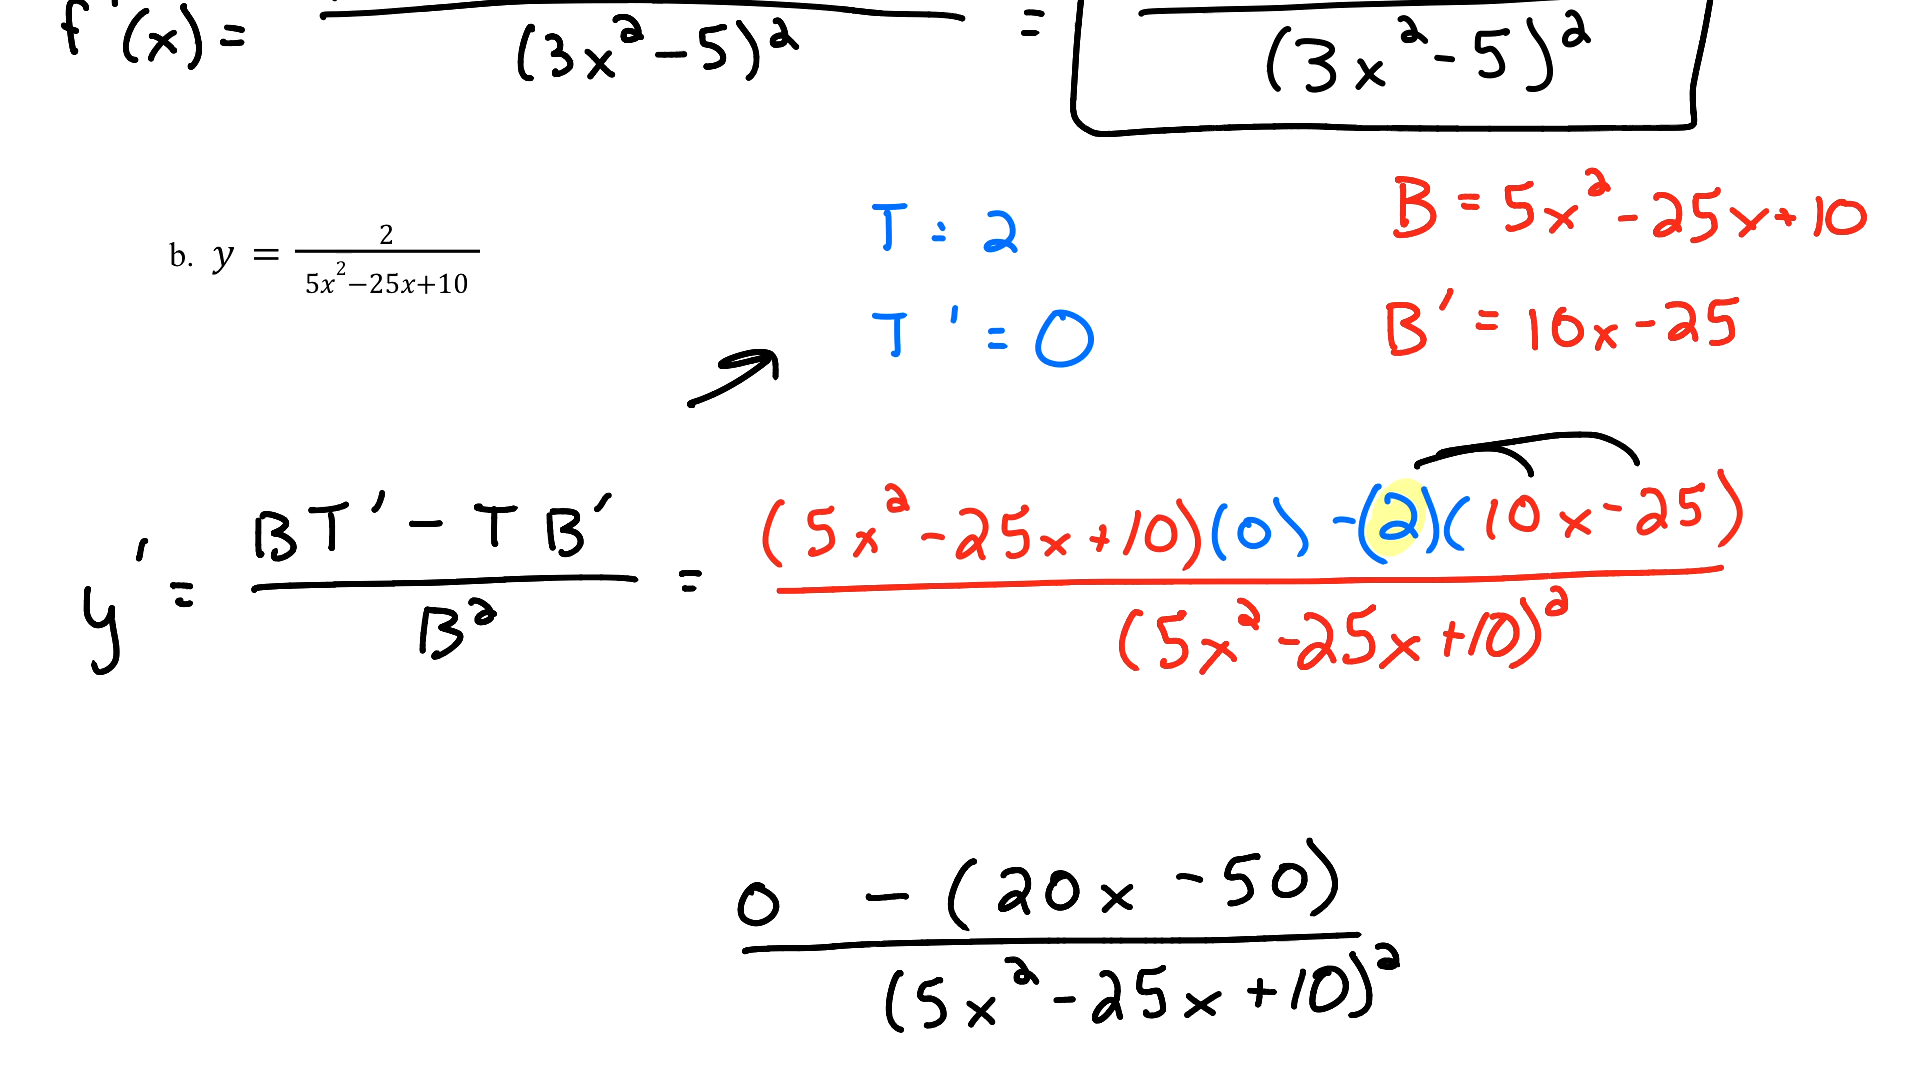 f'(x) = / (3x²-5)² = / (3x²-5)²
b. y = 2 / 5x²−25x+10
T = 2
B = 5x²-25x+10
T' = 0
B' = 10x-25
y' = BT' - TB' / B² = (5x²-25x+10)(0) -(2)(10x-25) / (5x²-25x+10)²
0 - (20x -50) / (5x²-25x+10)²